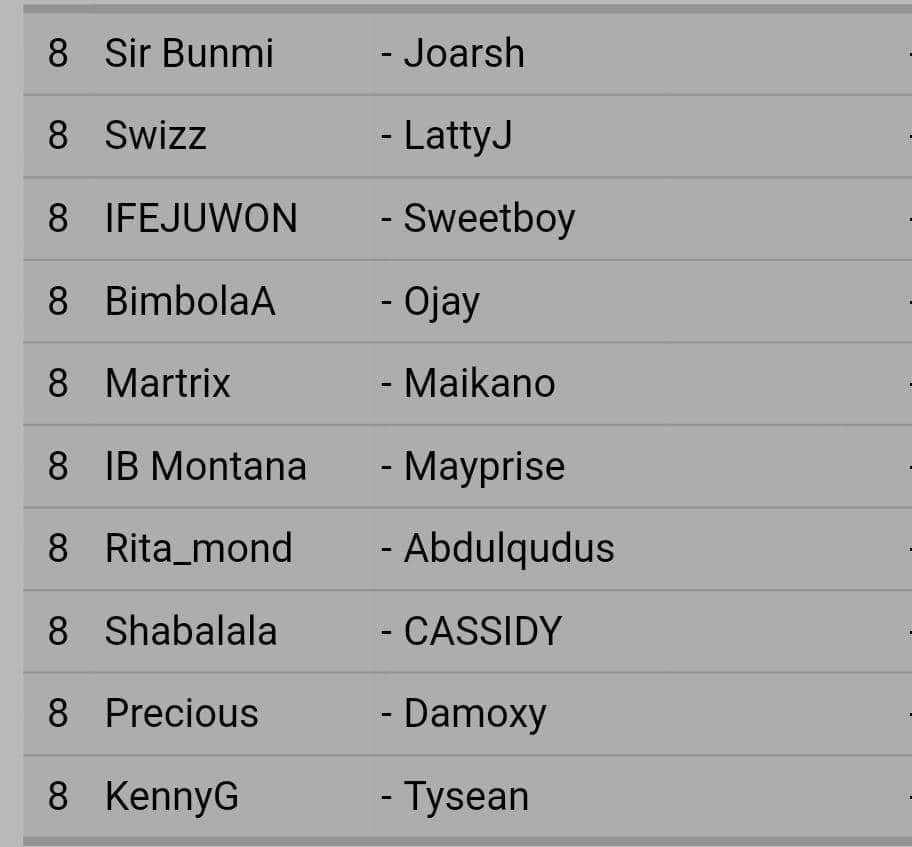 8 Sir Bunmi - Joarsh -
8 Swizz - LattyJ -
8 IFEJUWON - Sweetboy -
8 BimbolaA - Ojay -
8 Martrix - Maikano -
8 IB Montana - Mayprise -
8 Rita_mond - Abdulqudus -
8 Shabalala - CASSIDY -
8 Precious - Damoxy -
8 KennyG - Tysean -